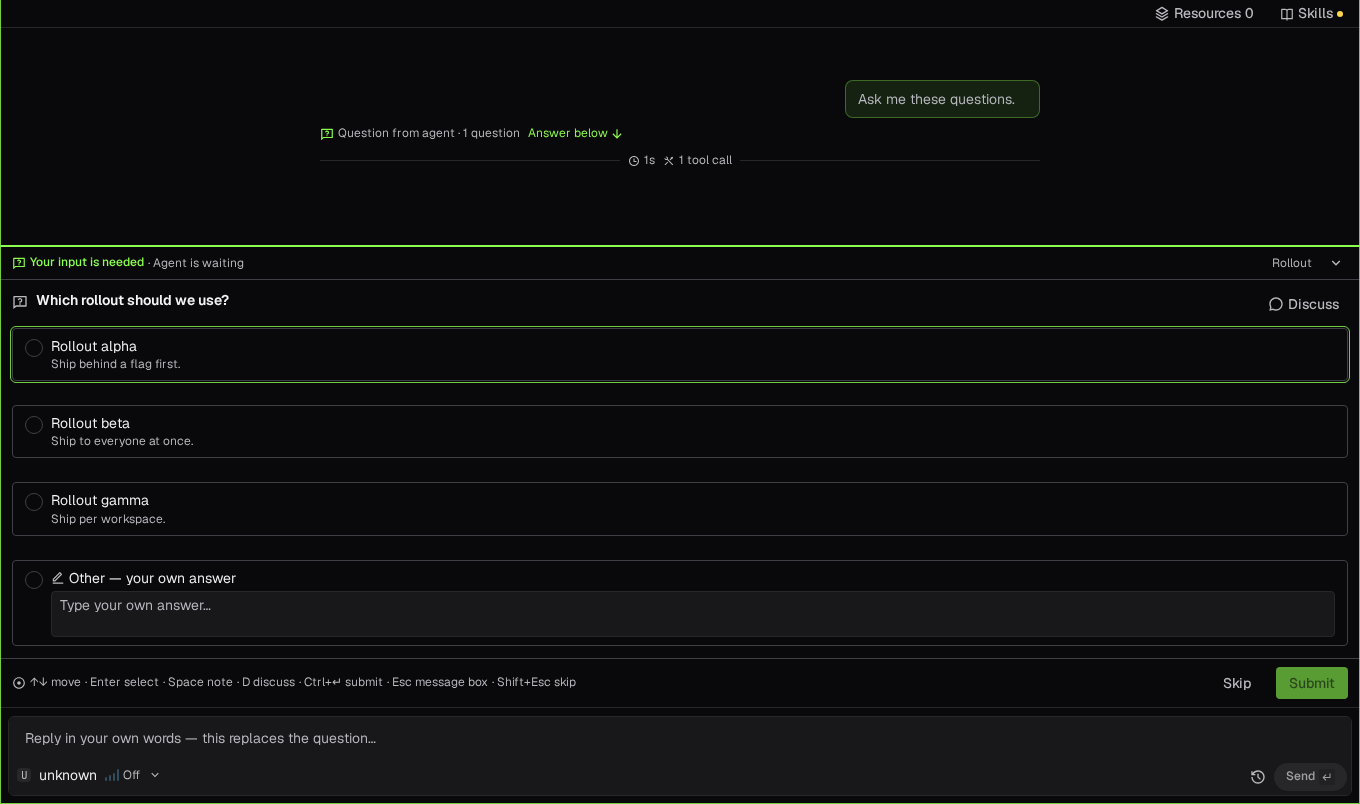 Resources 0 Skills
Ask me these questions.
Question from agent · 1 question Answer below ↓
1s 1 tool call
Your input is needed · Agent is waiting Rollout
Which rollout should we use?
Discuss
Rollout alpha
Ship behind a flag first.
Rollout beta
Ship to everyone at once.
Rollout gamma
Ship per workspace.
Other — your own answer
Type your own answer...
↑↓ move · Enter select · Space note · D discuss · Ctrl+↵ submit · Esc message box · Shift+Esc skip
Skip Submit
Reply in your own words — this replaces the question...
U unknown Off
Send ↵